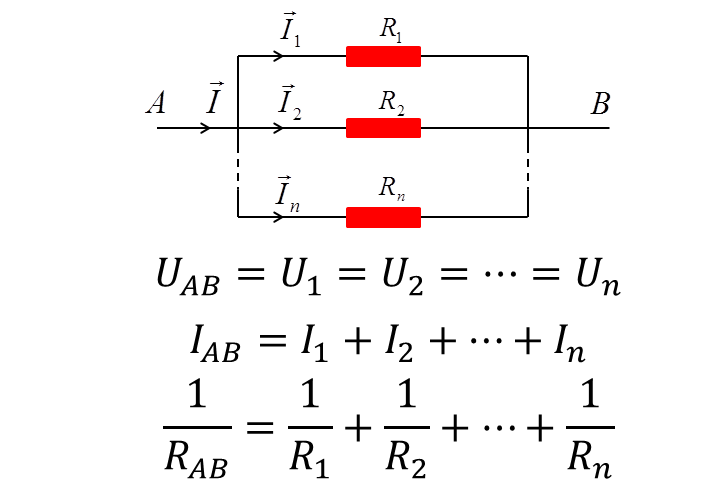 I⃗₁ R₁
A I⃗ I⃗₂ R₂ B
I⃗ₙ Rₙ
U_AB = U₁ = U₂ = ⋯ = Uₙ
I_AB = I₁ + I₂ + ⋯ + Iₙ
1/R_AB = 1/R₁ + 1/R₂ + ⋯ + 1/Rₙ